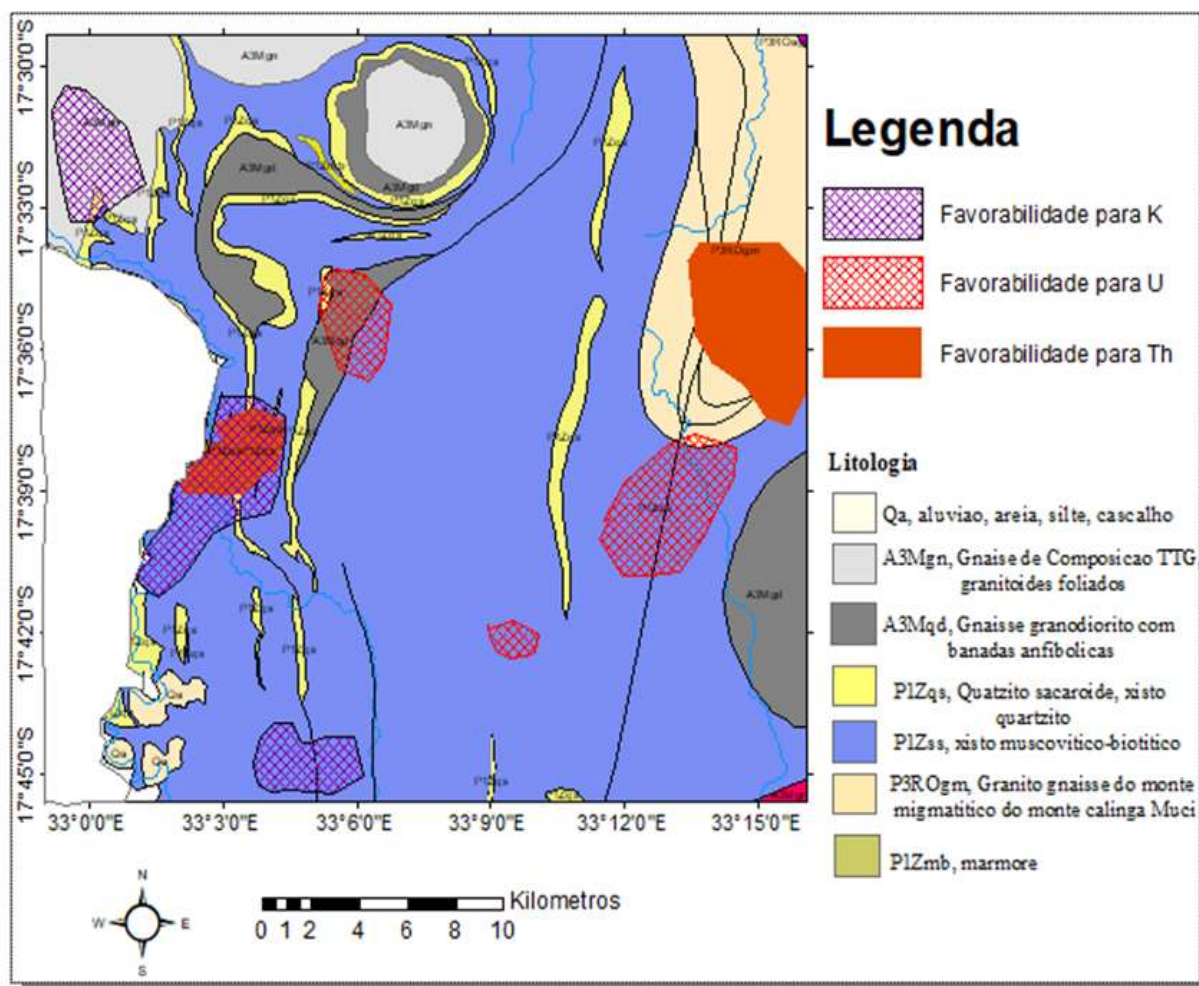 17°30'0"S
17°33'0"S
17°36'0"S
17°39'0"S
17°42'0"S
17°45'0"S
33°0'0"E
33°3'0"E
33°6'0"E
33°9'0"E
33°12'0"E
33°15'0"E
A3Mgn
A3Mgn
P3ROgm
Qa
Qa
Qa
N
W
E
S
Kilometros
0 1 2 4 6 8 10
Legenda
Favorabilidade para K
Favorabilidade para U
Favorabilidade para Th
Litologia
Qa, aluviao, areia, silte, cascalho
A3Mgn, Gnaise de Composicao TTG,
granitoides foliados
A3Mqd, Gnaisse granodiorito com
banadas anfibolicas
P1Zqs, Quatzito sacaroide, xisto
quartzito
P1Zss, xisto muscovitico-biotitico
P3ROgm, Granito gnaisse do monte
migmatitico do monte calinga Muci
P1Zmb, marmore